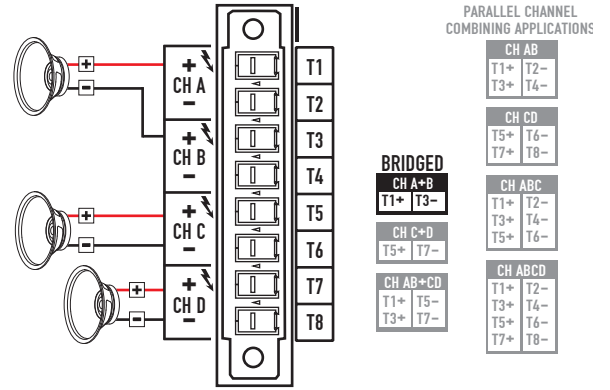 + CH A −
+ CH B −
+ CH C −
+ CH D −
+
−
+
−
+
−
T1
T2
T3
T4
T5
T6
T7
T8
BRIDGED
CH A+B
T1+ T3−
CH C+D
T5+ T7−
CH AB+CD
T1+ T5−
T3+ T7−
PARALLEL CHANNEL
COMBINING APPLICATIONS
CH AB
T1+ T2−
T3+ T4−
CH CD
T5+ T6−
T7+ T8−
CH ABC
T1+ T2−
T3+ T4−
T5+ T6−
CH ABCD
T1+ T2−
T3+ T4−
T5+ T6−
T7+ T8−